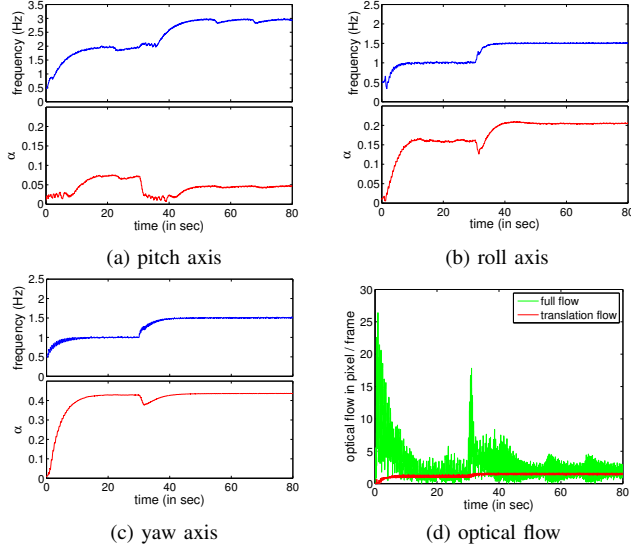 3.5
3
2.5
2
1.5
1
0.5
0
frequency (Hz)
0.2
0.15
0.1
0.05
0
α
0 20 40 60 80
time (in sec)
(a) pitch axis
2.5
2
1.5
1
0.5
0
frequency (Hz)
0.2
0.15
0.1
0.05
0
α
0 20 40 60 80
time (in sec)
(b) roll axis
2.5
2
1.5
1
0.5
0
frequency (Hz)
0.4
0.3
0.2
0.1
0
α
0 20 40 60 80
time (in sec)
(c) yaw axis
30
25
20
15
10
5
0
optical flow in pixel / frame
full flow
translation flow
0 20 40 60 80
time (in sec)
(d) optical flow